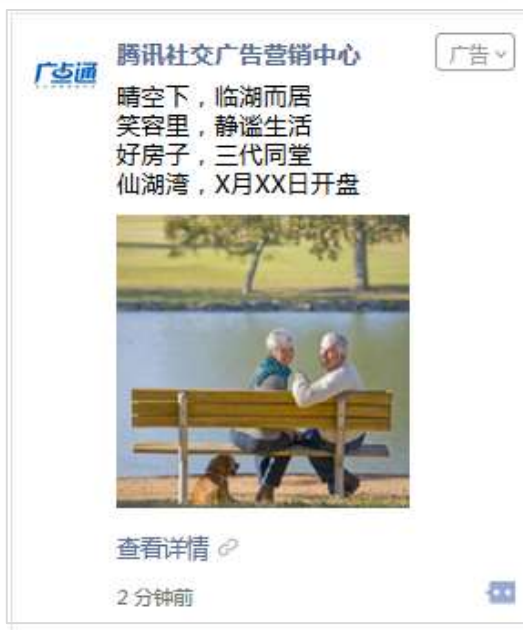 广点通
腾讯社交广告营销中心
广告
晴空下，临湖而居
笑容里，静谧生活
好房子，三代同堂
仙湖湾，X月XX日开盘
查看详情
2 分钟前